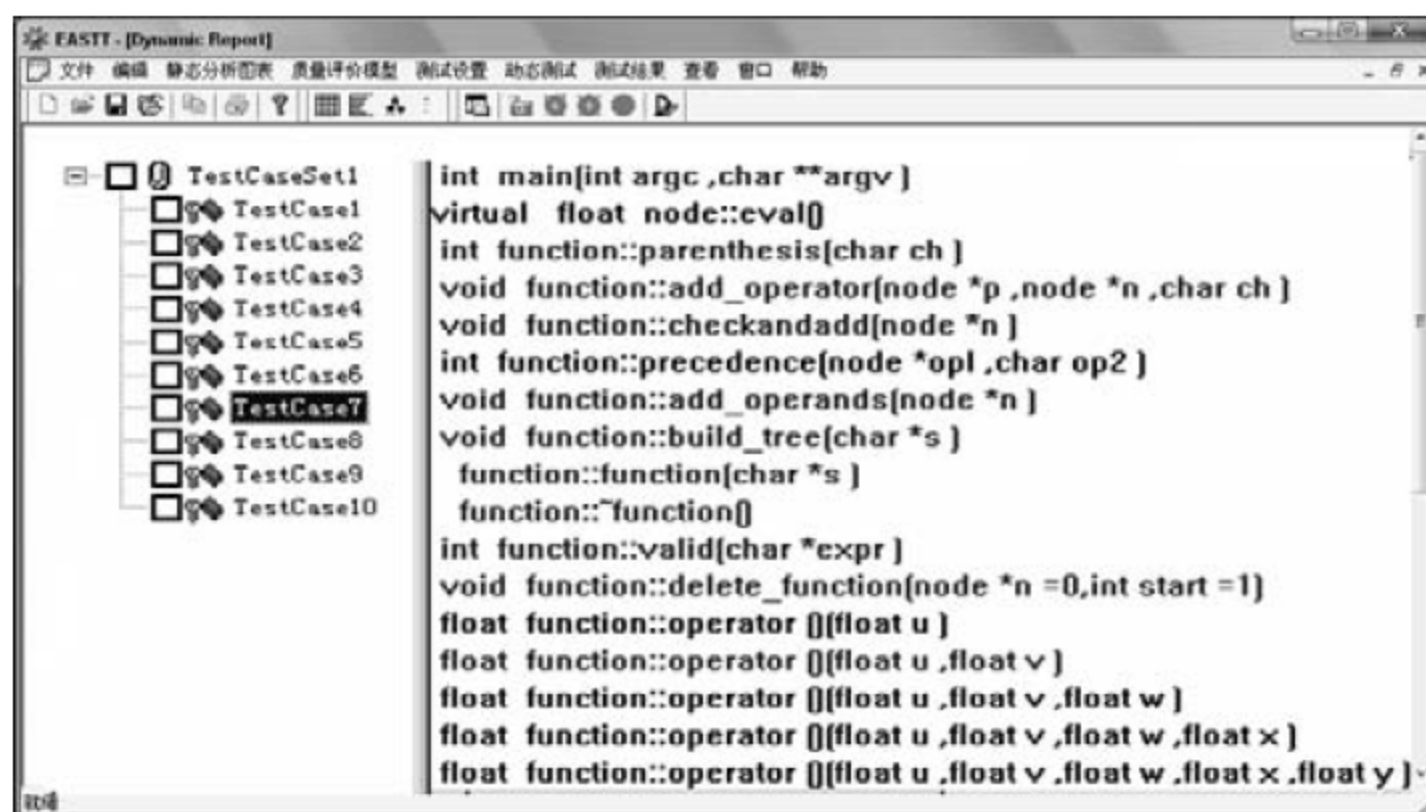 EASTT - [Dynamic Report]
文件 编辑 静态分析图表 质量评价模型 测试设置 动态测试 测试结果 查看 窗口 帮助
TestCaseSet1
TestCase1
TestCase2
TestCase3
TestCase4
TestCase5
TestCase6
TestCase7
TestCase8
TestCase9
TestCase10
int main(int argc ,char **argv )
virtual float node::eval()
int function::parenthesis(char ch )
void function::add_operator(node *p ,node *n ,char ch )
void function::checkandadd(node *n )
int function::precedence(node *opl ,char op2 )
void function::add_operands(node *n )
void function::build_tree(char *s )
function::function(char *s )
function::~function()
int function::valid(char *expr )
void function::delete_function(node *n =0,int start =1)
float function::operator ()(float u )
float function::operator ()(float u ,float v )
float function::operator ()(float u ,float v ,float w )
float function::operator ()(float u ,float v ,float w ,float x )
float function::operator ()(float u ,float v ,float w ,float x ,float y )
就绪